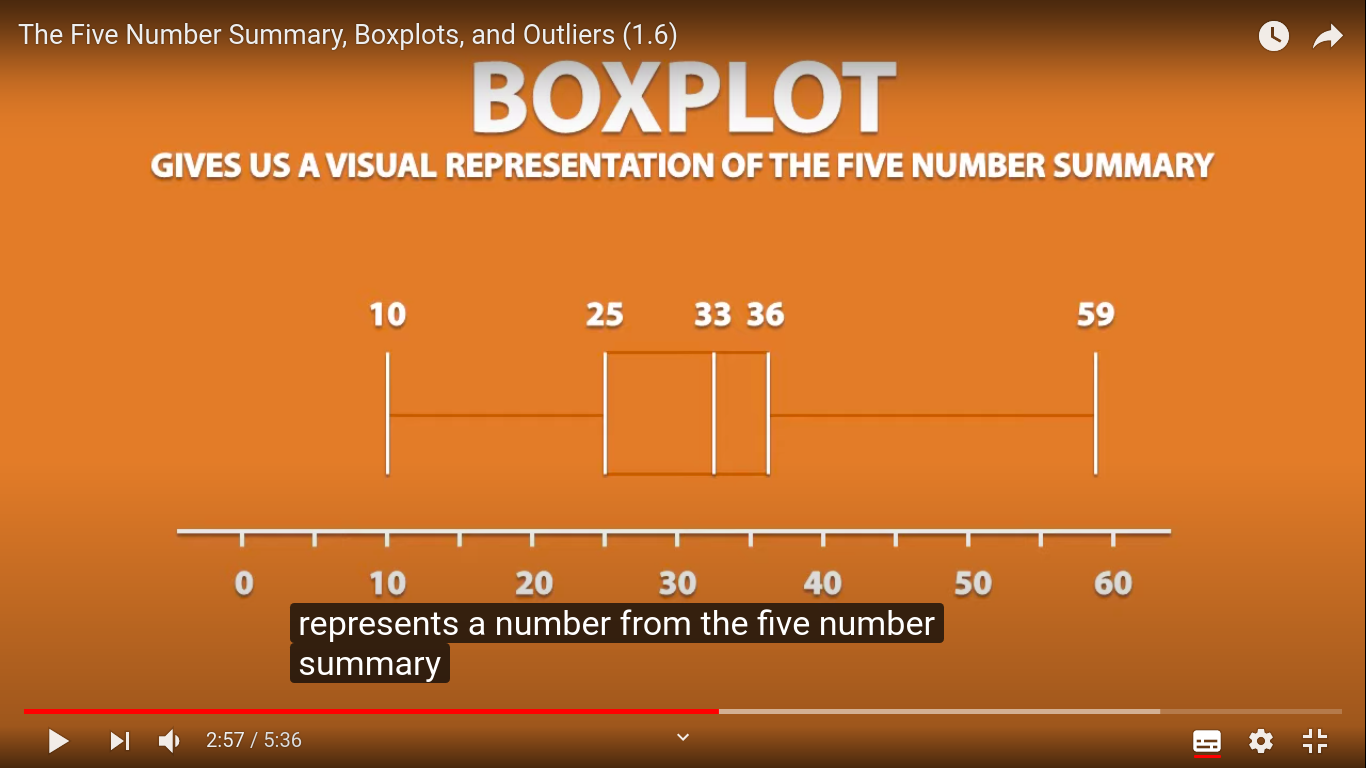 The Five Number Summary, Boxplots, and Outliers (1.6)
BOXPLOT
GIVES US A VISUAL REPRESENTATION OF THE FIVE NUMBER SUMMARY
10 25 33 36 59
0 10 20 30 40 50 60
represents a number from the five number
summary
2:57 / 5:36